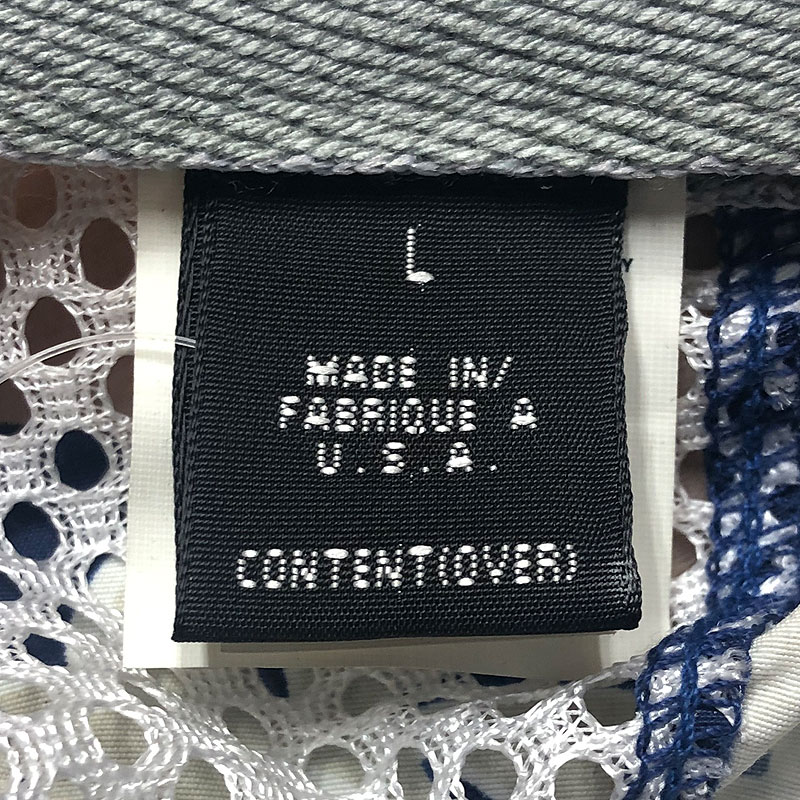 L
MADE IN/
FABRIQUE A
U.S.A.
CONTENT(OVER)